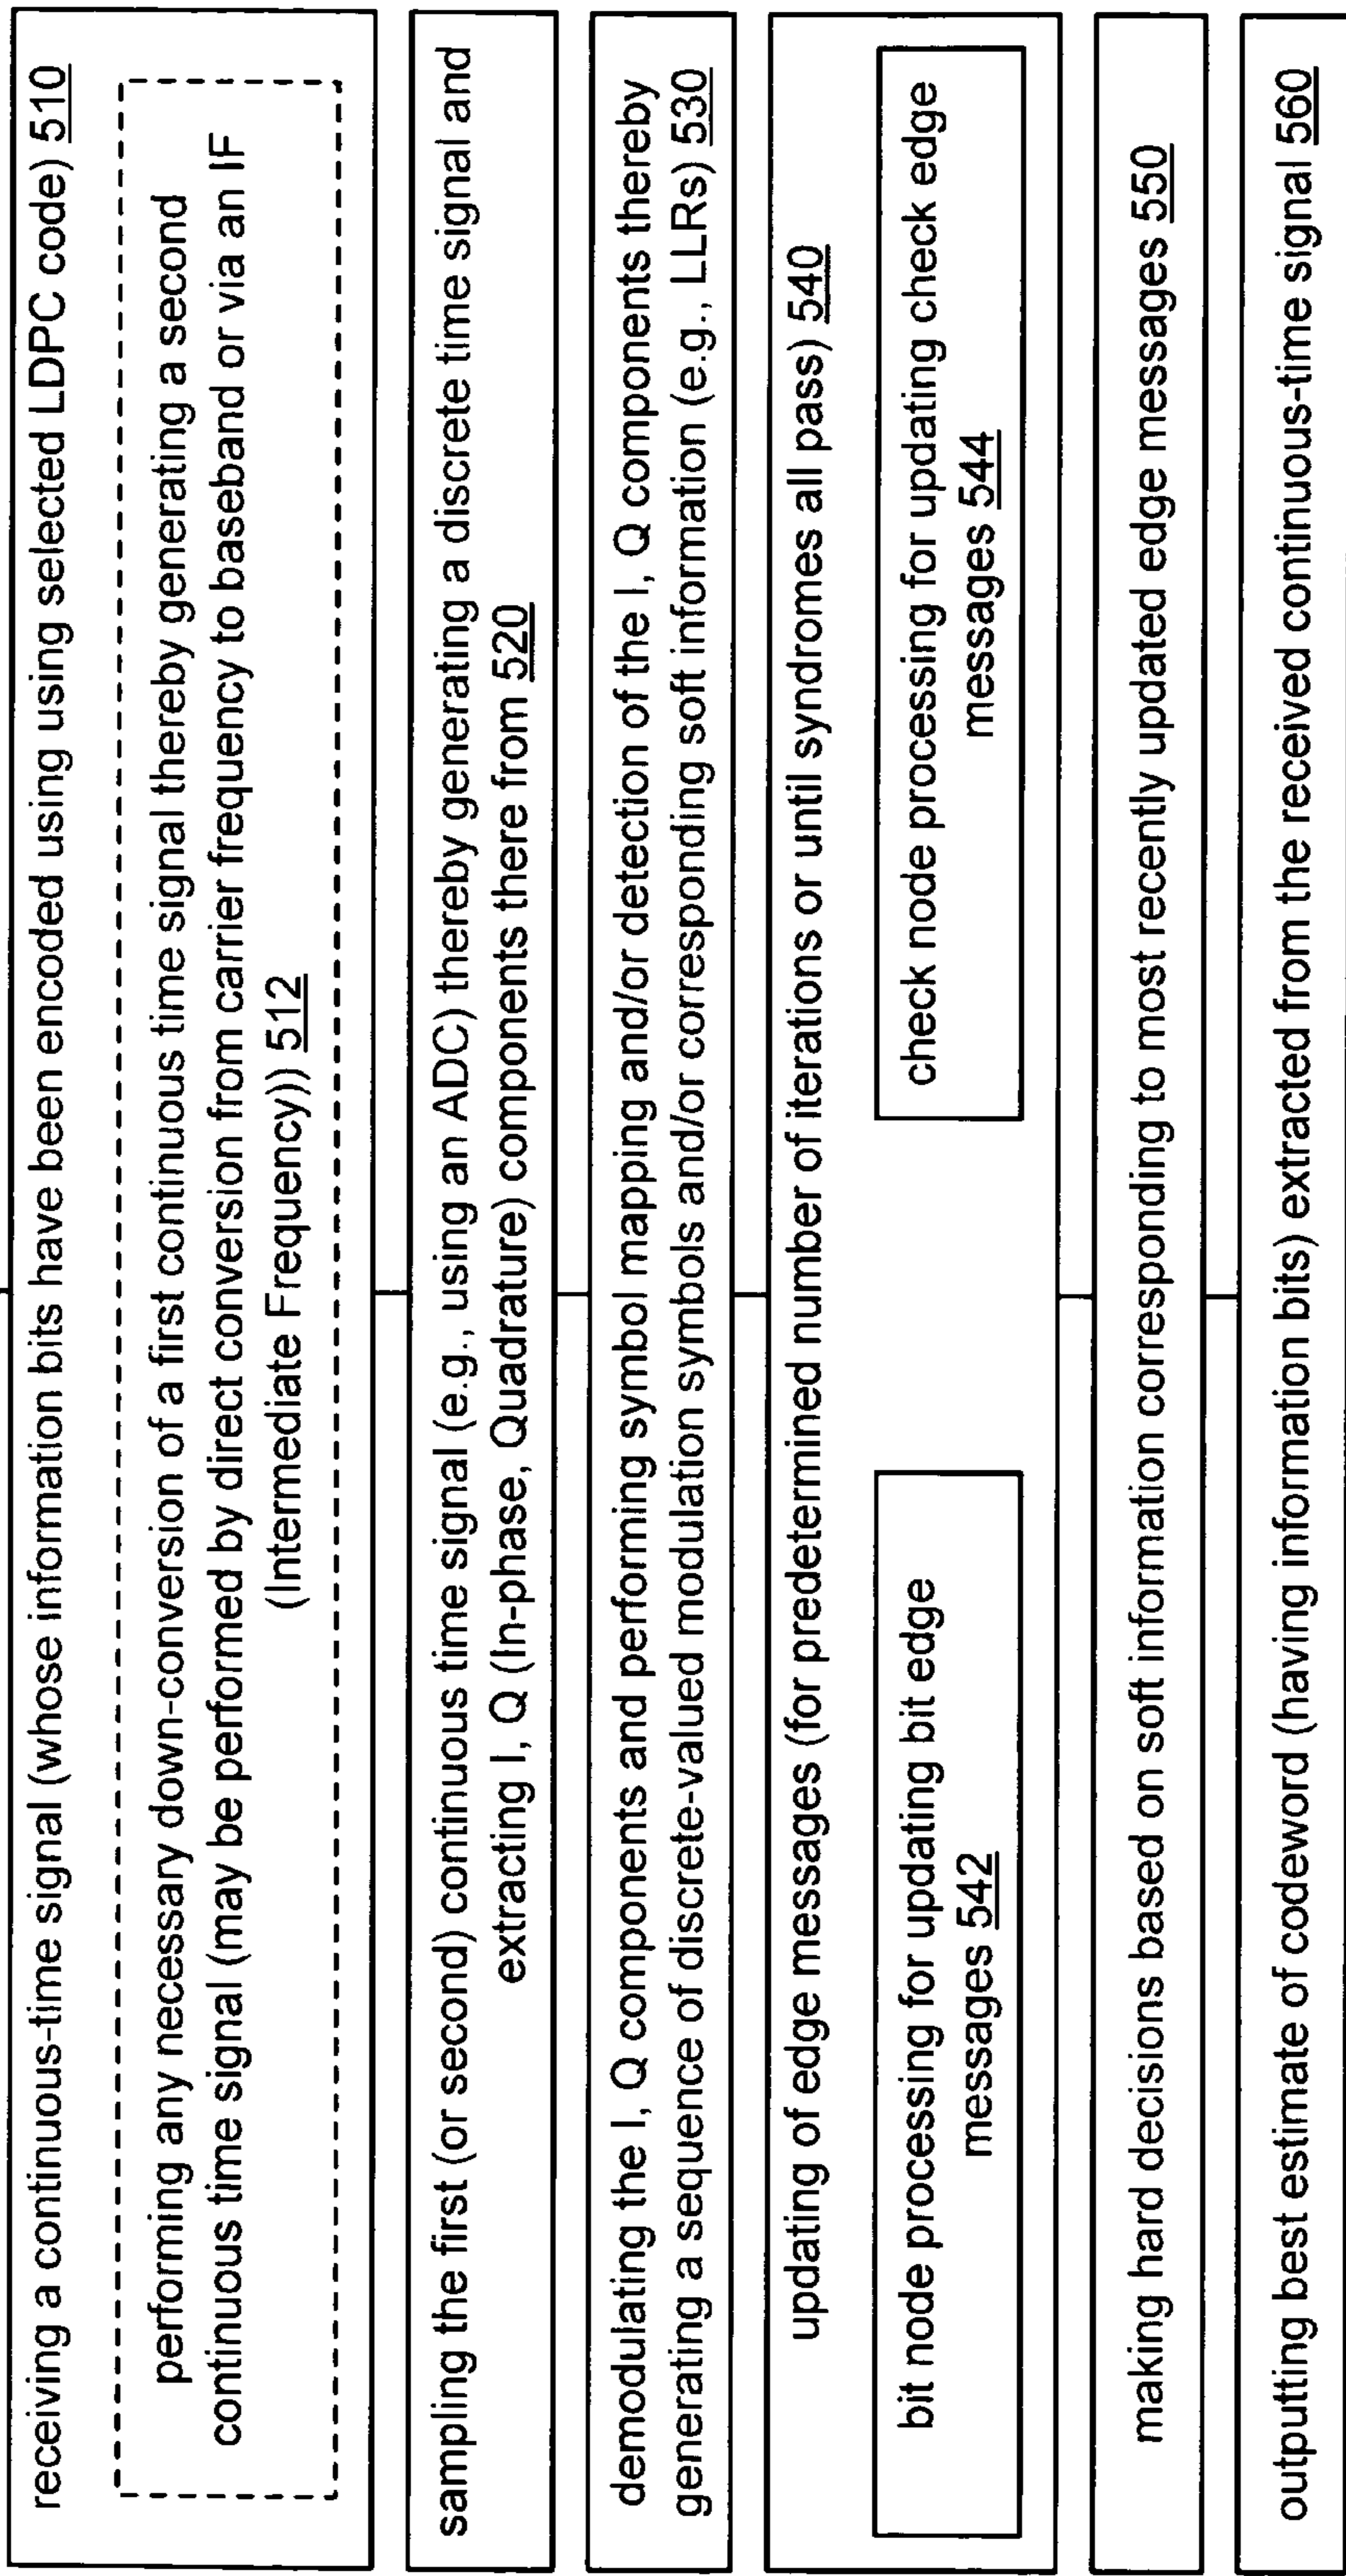 receiving a continuous-time signal (whose information bits have been encoded using using selected LDPC code) 510
performing any necessary down-conversion of a first continuous time signal thereby generating a second
continuous time signal (may be performed by direct conversion from carrier frequency to baseband or via an IF
(Intermediate Frequency)) 512
sampling the first (or second) continuous time signal (e.g., using an ADC) thereby generating a discrete time signal and
extracting I, Q (In-phase, Quadrature) components there from 520
demodulating the I, Q components and performing symbol mapping and/or detection of the I, Q components thereby
generating a sequence of discrete-valued modulation symbols and/or corresponding soft information (e.g., LLRs) 530
updating of edge messages (for predetermined number of iterations or until syndromes all pass) 540
bit node processing for updating bit edge
messages 542
check node processing for updating check edge
messages 544
making hard decisions based on soft information corresponding to most recently updated edge messages 550
outputting best estimate of codeword (having information bits) extracted from the received continuous-time signal 560